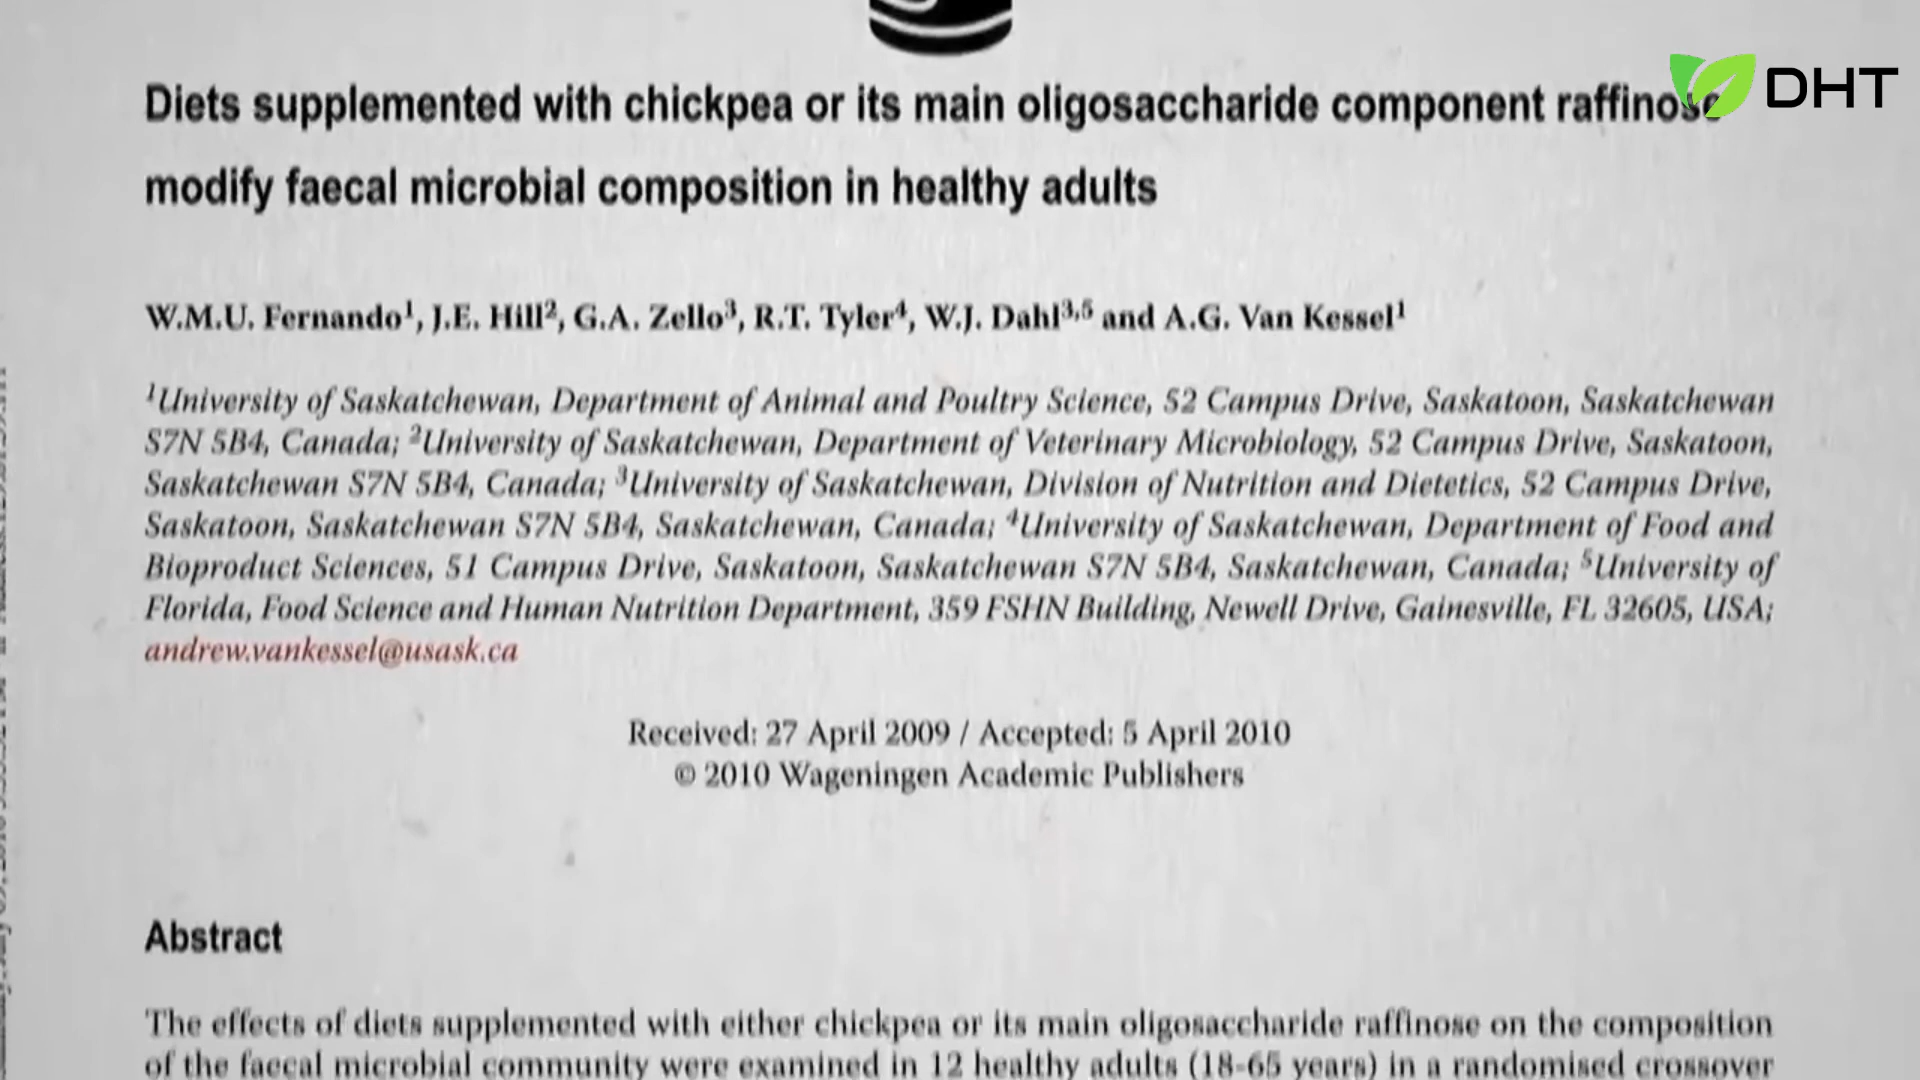 DHT
Diets supplemented with chickpea or its main oligosaccharide component raffinose
modify faecal microbial composition in healthy adults
W.M.U. Fernando¹, J.E. Hill², G.A. Zello³, R.T. Tyler⁴, W.J. Dahl³,⁵ and A.G. Van Kessel¹
¹University of Saskatchewan, Department of Animal and Poultry Science, 52 Campus Drive, Saskatoon, Saskatchewan
S7N 5B4, Canada; ²University of Saskatchewan, Department of Veterinary Microbiology, 52 Campus Drive, Saskatoon,
Saskatchewan S7N 5B4, Canada; ³University of Saskatchewan, Division of Nutrition and Dietetics, 52 Campus Drive,
Saskatoon, Saskatchewan S7N 5B4, Saskatchewan, Canada; ⁴University of Saskatchewan, Department of Food and
Bioproduct Sciences, 51 Campus Drive, Saskatoon, Saskatchewan S7N 5B4, Saskatchewan, Canada; ⁵University of
Florida, Food Science and Human Nutrition Department, 359 FSHN Building, Newell Drive, Gainesville, FL 32605, USA;
andrew.vankessel@usask.ca
Received: 27 April 2009 / Accepted: 5 April 2010
© 2010 Wageningen Academic Publishers
Abstract
The effects of diets supplemented with either chickpea or its main oligosaccharide raffinose on the composition
of the faecal microbial community were examined in 12 healthy adults (18-65 years) in a randomised crossover